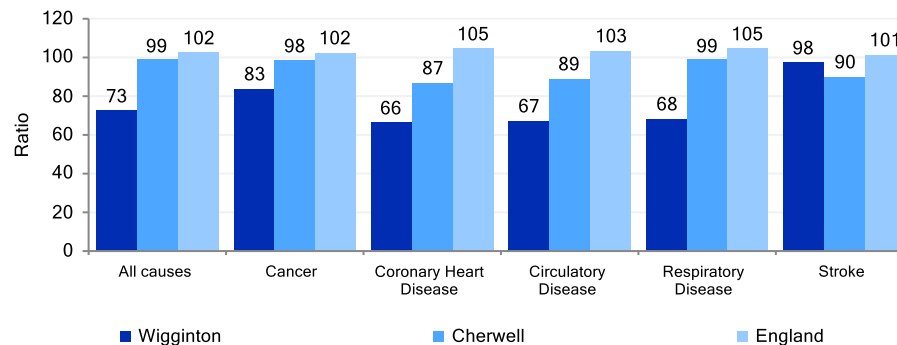 120
100
80
60
40
20
0
Ratio
73 99 102
83 98 102
66 87 105
67 89 103
68 99 105
98 90 101
All causes
Cancer
Coronary Heart
Disease
Circulatory
Disease
Respiratory
Disease
Stroke
Wigginton
Cherwell
England